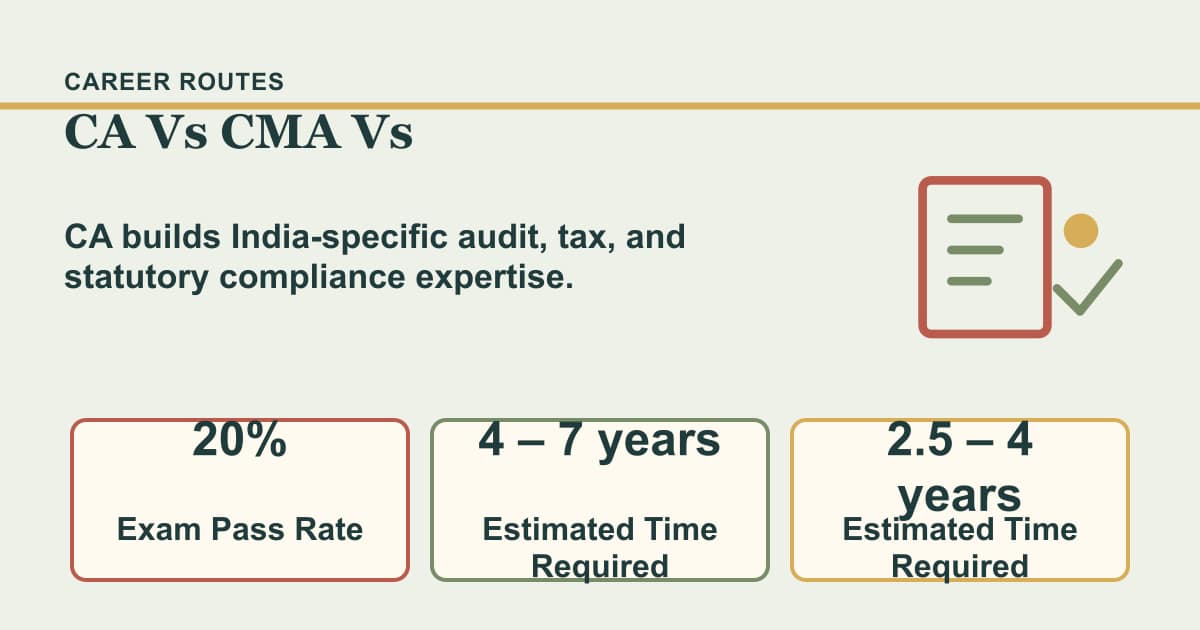 CAREER ROUTES
CA Vs CMA Vs
CA builds India-specific audit, tax, and
statutory compliance expertise.
20%
Exam Pass Rate
4 – 7 years
Estimated Time
Required
2.5 – 4
years
Estimated Time
Required